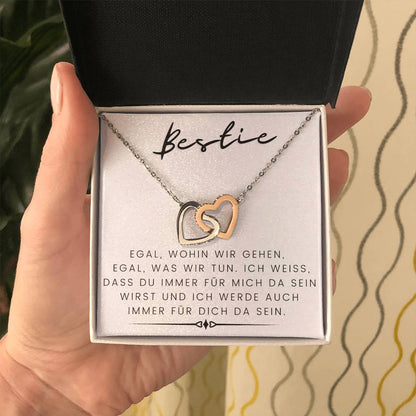 Bestie
EGAL, WOHIN WIR GEHEN,
EGAL, WAS WIR TUN. ICH WEISS,
DASS DU IMMER FÜR MICH DA SEIN
WIRST UND ICH WERDE AUCH
IMMER FÜR DICH DA SEIN.